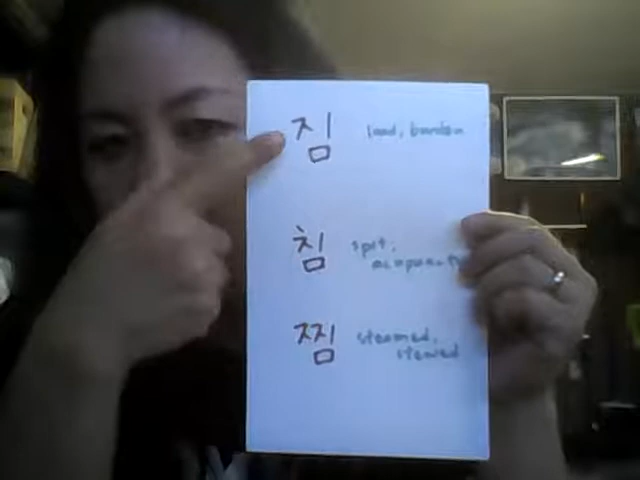 짐 load, burden
침 spit,
acupuncture
찜 steamed,
stewed